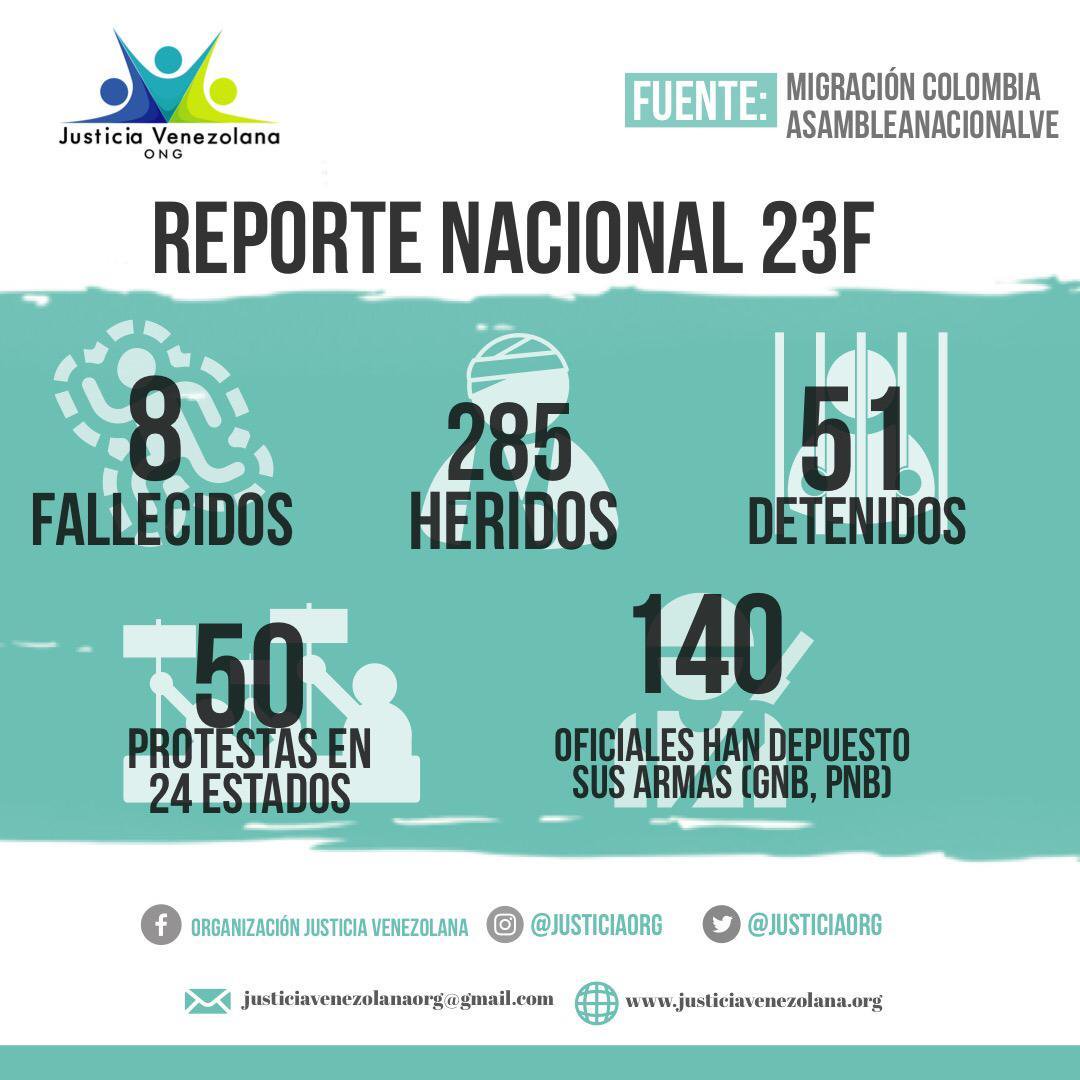 Justicia Venezolana
ONG
FUENTE:
MIGRACIÓN COLOMBIA
ASAMBLEANACIONALVE
REPORTE NACIONAL 23F
8
FALLECIDOS
285
HERIDOS
51
DETENIDOS
50
PROTESTAS EN
24 ESTADOS
140
OFICIALES HAN DEPUESTO
SUS ARMAS (GNB, PNB)
ORGANIZACIÓN JUSTICIA VENEZOLANA
@JUSTICIAORG
@JUSTICIAORG
justiciavenezolanaorg@gmail.com
www.justiciavenezolana.org